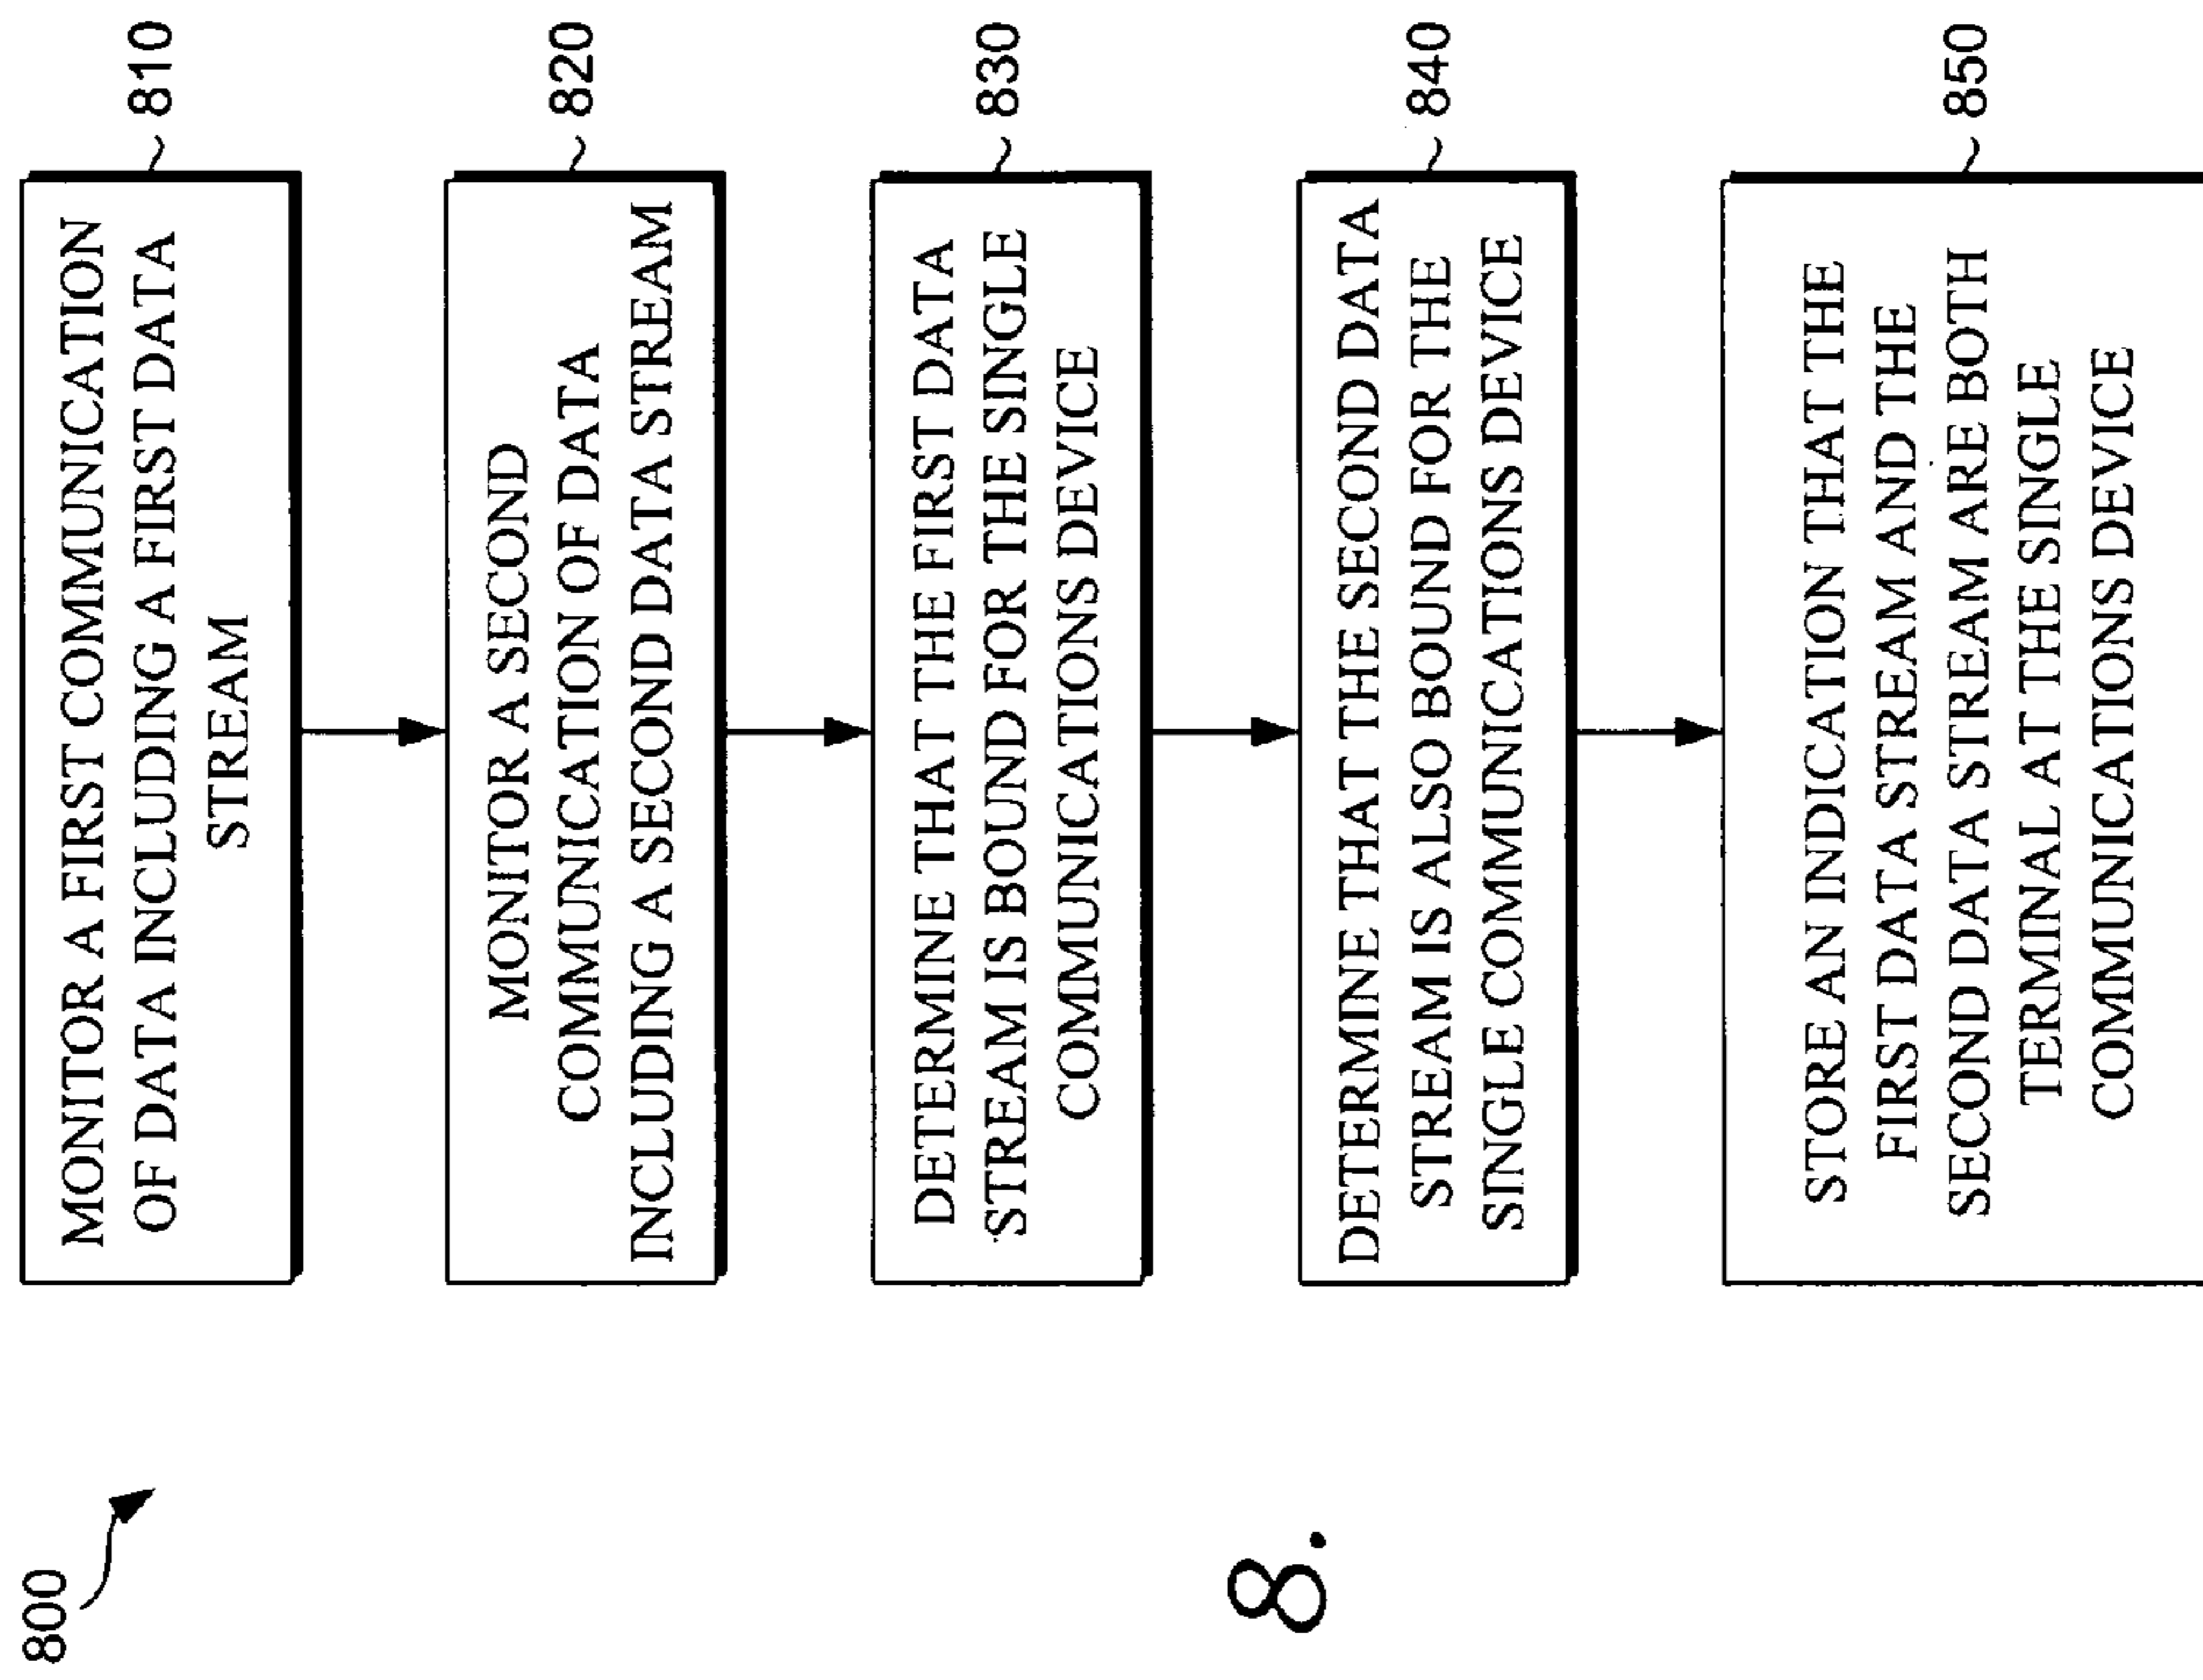 800
MONITOR A FIRST COMMUNICATION
OF DATA INCLUDING A FIRST DATA
STREAM
810
MONITOR A SECOND
COMMUNICATION OF DATA
INCLUDING A SECOND DATA STREAM
820
DETERMINE THAT THE FIRST DATA
STREAM IS BOUND FOR THE SINGLE
COMMUNICATIONS DEVICE
830
DETERMINE THAT THE SECOND DATA
STREAM IS ALSO BOUND FOR THE
SINGLE COMMUNICATIONS DEVICE
840
STORE AN INDICATION THAT THE
FIRST DATA STREAM AND THE
SECOND DATA STREAM ARE BOTH
TERMINAL AT THE SINGLE
COMMUNICATIONS DEVICE
850
8.